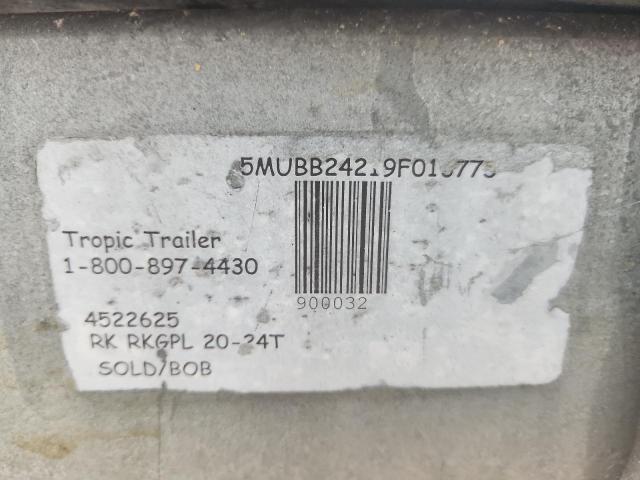 Tropic Trailer
1-800-897-4430
900032
4522625
RK RKGPL 20-24T
SOLD/BOB